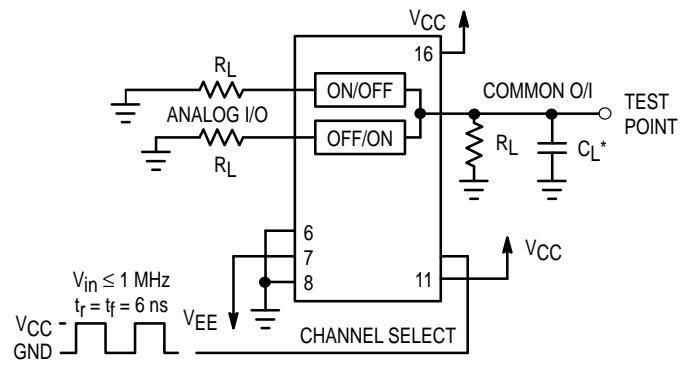 VCC
16
RL
ON/OFF
COMMON O/I
TEST
POINT
ANALOG I/O
OFF/ON
RL
RL
CL*
6
7
8
11
VCC
Vin ≤ 1 MHz
tr = tf = 6 ns
VEE
VCC
GND
CHANNEL SELECT